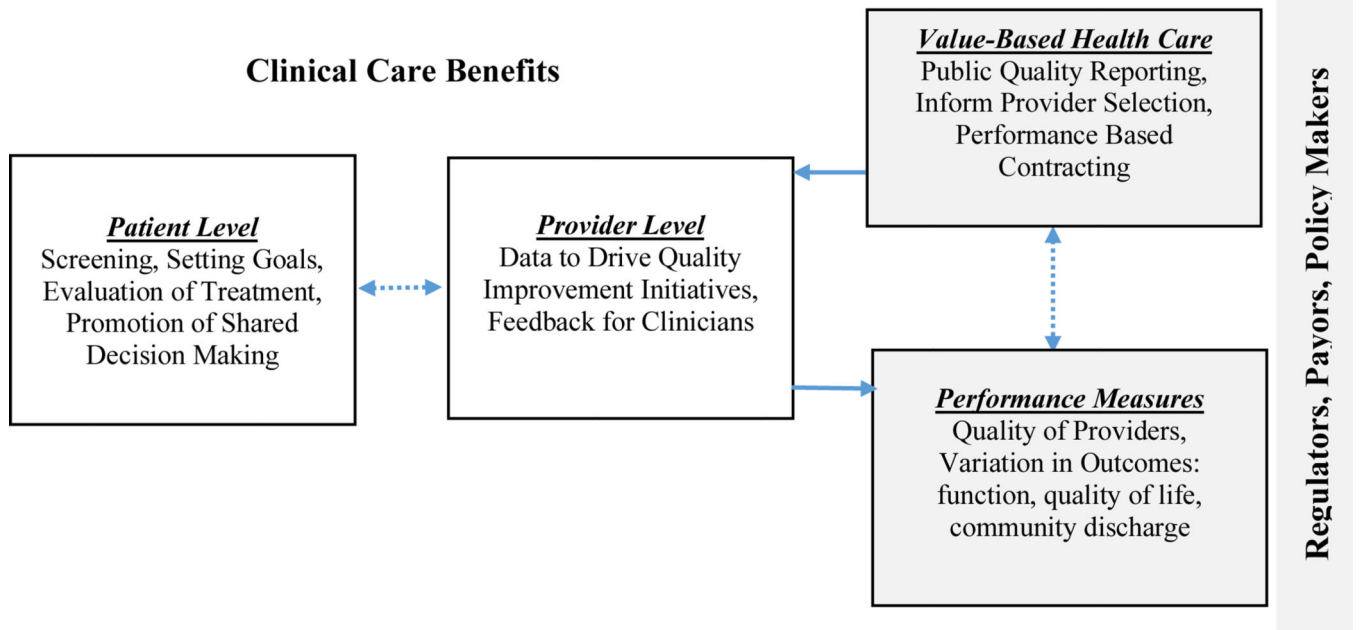 Clinical Care Benefits
Patient Level
Screening, Setting Goals,
Evaluation of Treatment,
Promotion of Shared
Decision Making
Provider Level
Data to Drive Quality
Improvement Initiatives,
Feedback for Clinicians
Value-Based Health Care
Public Quality Reporting,
Inform Provider Selection,
Performance Based
Contracting
Performance Measures
Quality of Providers,
Variation in Outcomes:
function, quality of life,
community discharge
Regulators, Payors, Policy Makers